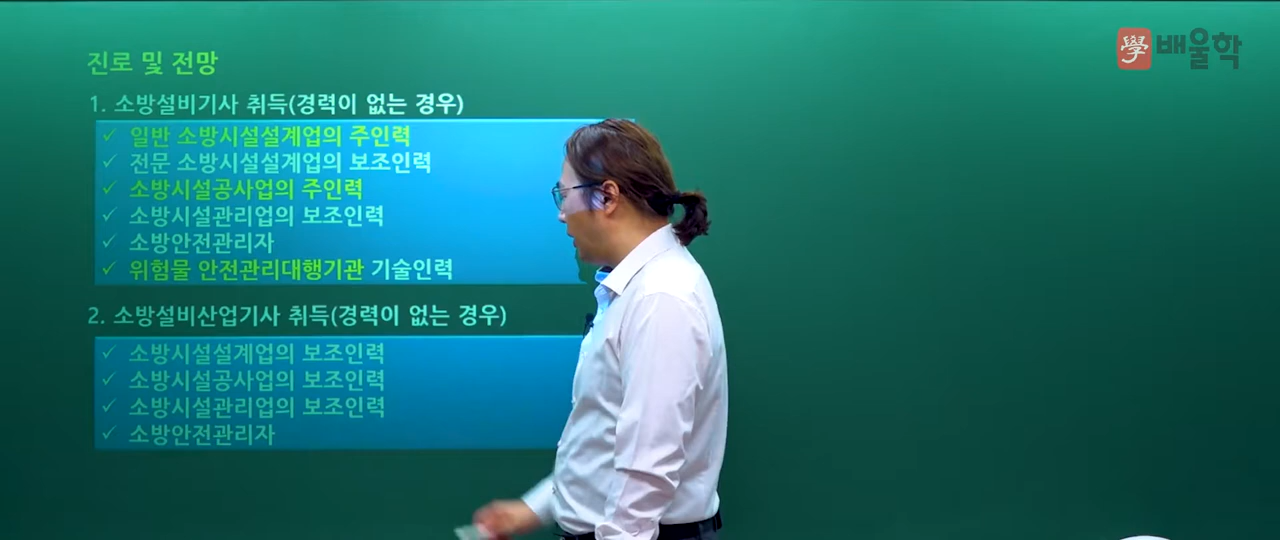 學 배울학
진로 및 전망
1. 소방설비기사 취득(경력이 없는 경우)
✓ 일반 소방시설설계업의 주인력
✓ 전문 소방시설설계업의 보조인력
✓ 소방시설공사업의 주인력
✓ 소방시설관리업의 보조인력
✓ 소방안전관리자
✓ 위험물 안전관리대행기관 기술인력
2. 소방설비산업기사 취득(경력이 없는 경우)
✓ 소방시설설계업의 보조인력
✓ 소방시설공사업의 보조인력
✓ 소방시설관리업의 보조인력
✓ 소방안전관리자